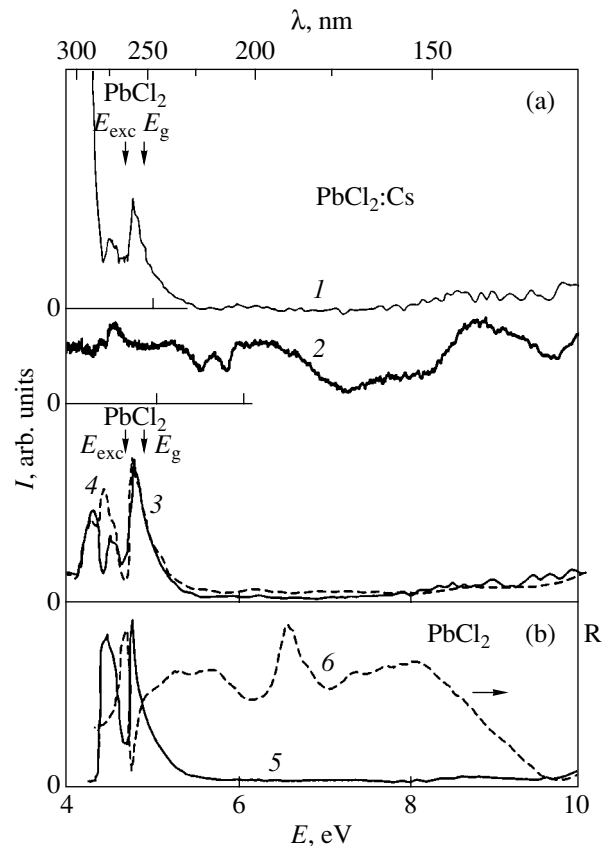 λ, nm
300 250 200 150
PbCl2 (a)
Eexc Eg
PbCl2:Cs
1
0
2
0
PbCl2
Eexc Eg
4 3
0
PbCl2 (b) R
6
5
0
4 6 8 10
E, eV
I, arb. units